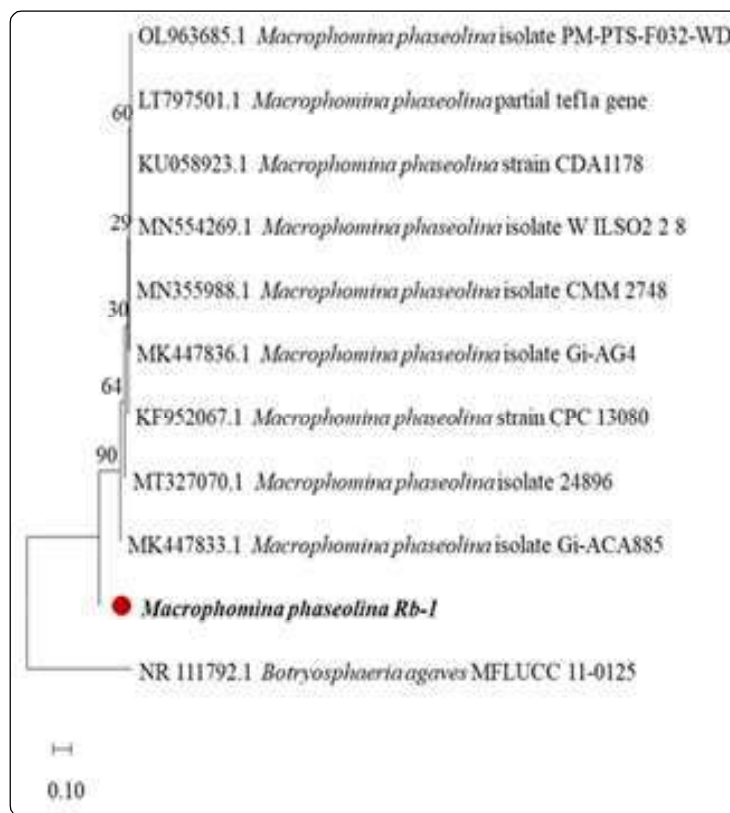 OL963685.1 Macrophomina phaseolina isolate PM-PTS-F032-WD
LT797501.1 Macrophomina phaseolina partial tef1a gene
60
KU058923.1 Macrophomina phaseolina strain CDA1178
29
MN554269.1 Macrophomina phaseolina isolate W ILSO2 2 8
MN355988.1 Macrophomina phaseolina isolate CMM 2748
30
MK447836.1 Macrophomina phaseolina isolate Gi-AG4
64
KF952067.1 Macrophomina phaseolina strain CPC 13080
90
MT327070.1 Macrophomina phaseolina isolate 24896
MK447833.1 Macrophomina phaseolina isolate Gi-ACA885
Macrophomina phaseolina Rb-1
NR 111792.1 Botryosphaeria agaves MFLUCC 11-0125
0.10